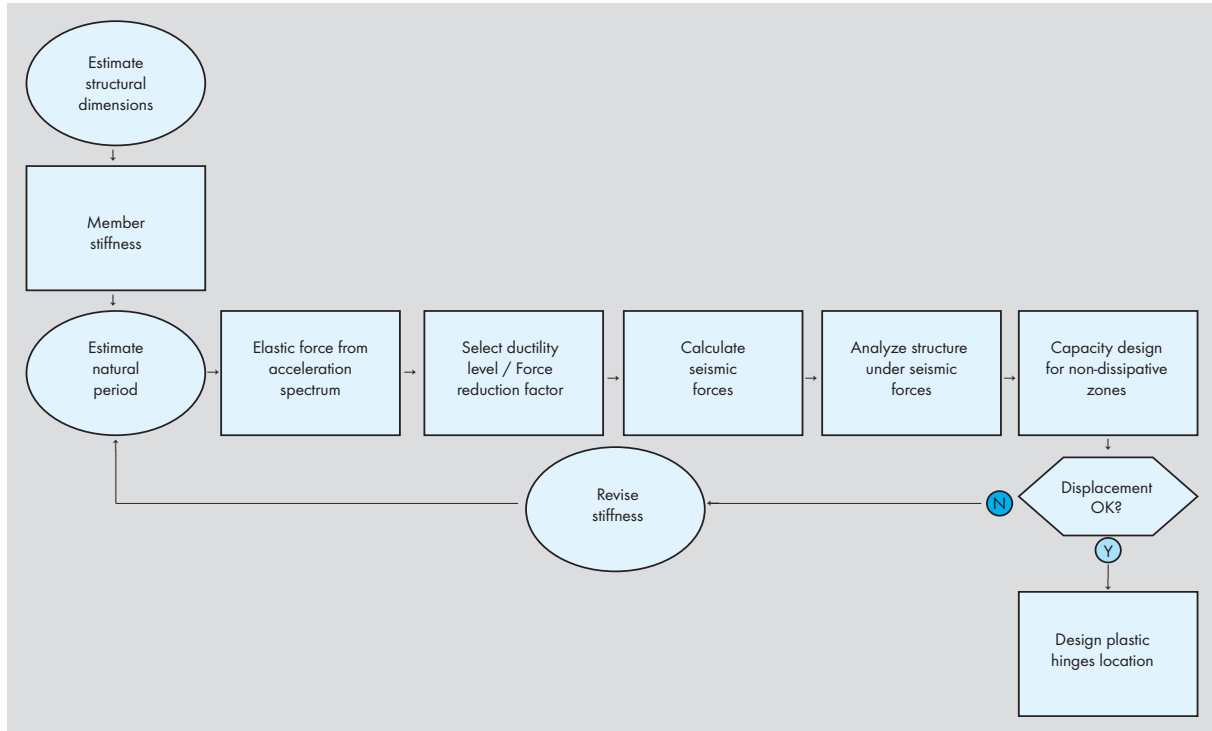 Estimate
structural
dimensions
Member
stiffness
Estimate
natural
period
Elastic force from
acceleration
spectrum
Select ductility
level / Force
reduction factor
Calculate
seismic
forces
Analyze structure
under seismic
forces
Capacity design
for non-dissipative
zones
Displacement
OK?
N
Revise
stiffness
Y
Design plastic
hinges location